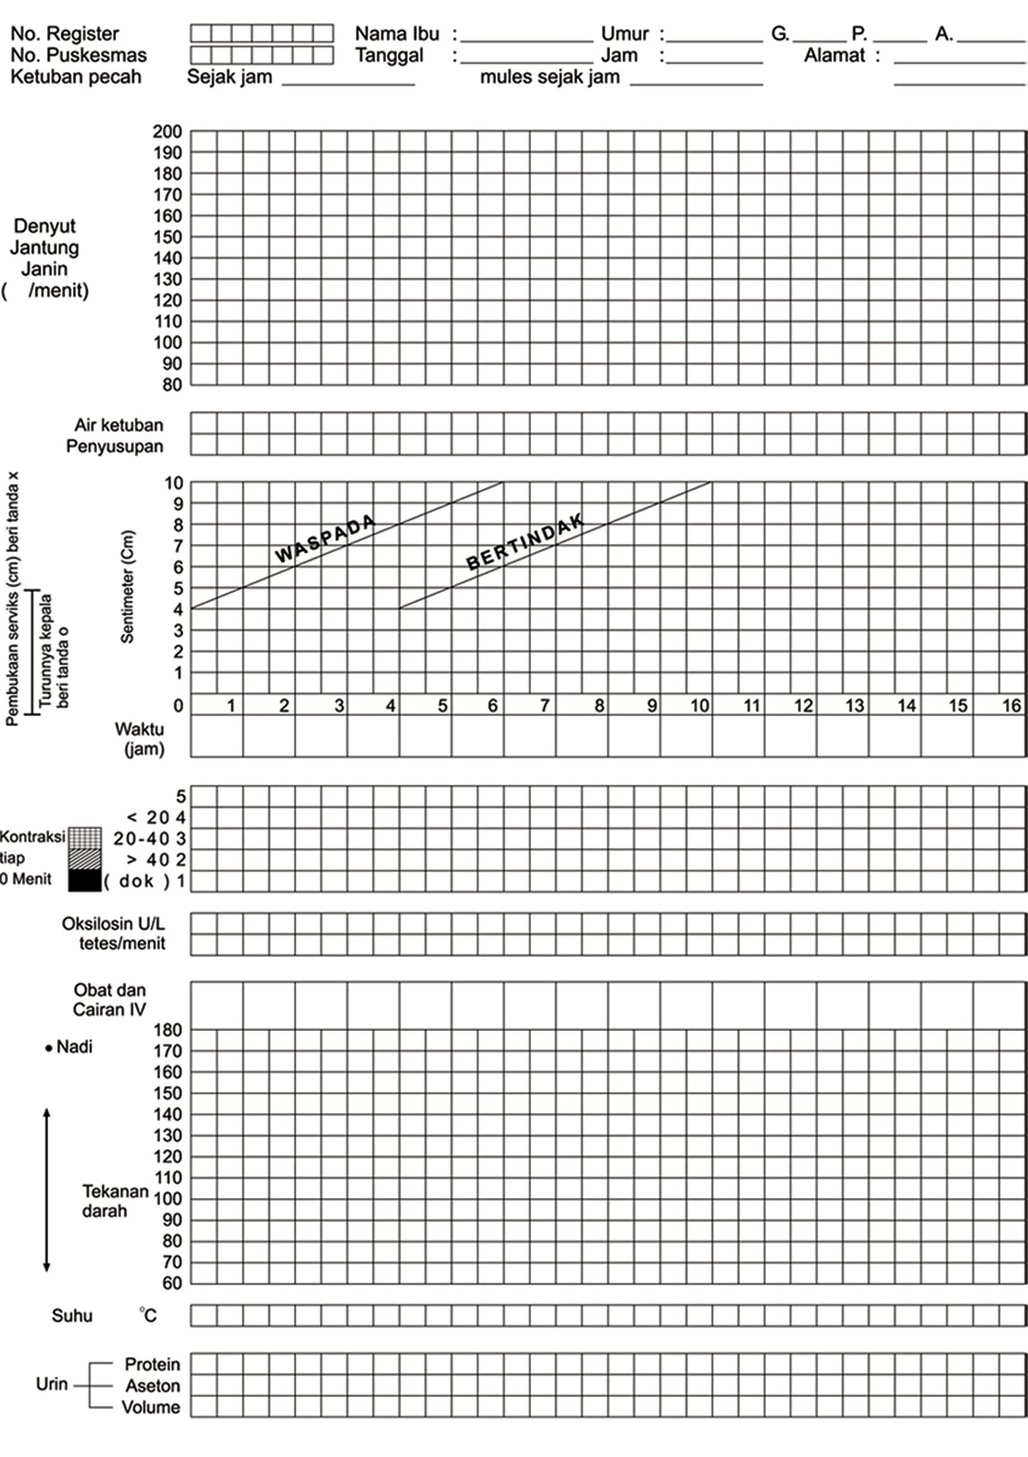 No. Register Nama Ibu : Umur : G. P. A.
No. Puskesmas Tanggal : Jam : Alamat :
Ketuban pecah Sejak jam mules sejak jam
200
190
180
170
160
150
140
130
120
110
100
90
80
Denyut
Jantung
Janin
( /menit)
Air ketuban
Penyusupan
Pembukaan serviks (cm) beri tanda x
Turunnya kepala
beri tanda o
Sentimeter (Cm)
10
9
8
7
6
5
4
3
2
1
WASPADA
BERTINDAK
0 1 2 3 4 5 6 7 8 9 10 11 12 13 14 15 16
Waktu
(jam)
5
< 20 4
Kontraksi 20-40 3
tiap > 40 2
0 Menit ( dok ) 1
Oksilosin U/L
tetes/menit
Obat dan
Cairan IV
180
• Nadi 170
160
150
140
130
120
110
Tekanan 100
darah 90
80
70
60
Suhu °C
Protein
Urin Aseton
Volume